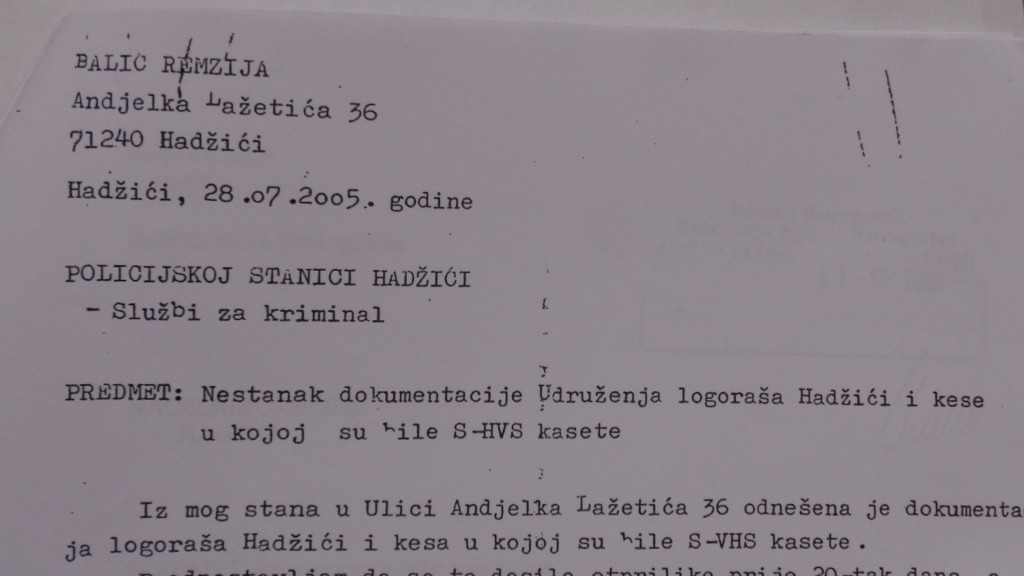 BALIC REMZIJA
Andjelka Lažetića 36
71240 Hadžići
Hadžići, 28.o7.2oo5. godine
POLICIJSKOJ STANICI HADŽIĆI
- Službi za kriminal
PREDMET: Nestanak dokumentacije Udruženja logoraša Hadžići i kese
u kojoj su bile S-HVS kasete
Iz mog stana u Ulici Andjelka Lažetića 36 odnešena je dokumenta
ja logoraša Hadžići i kesa u kojoj su bile S-VHS kasete.